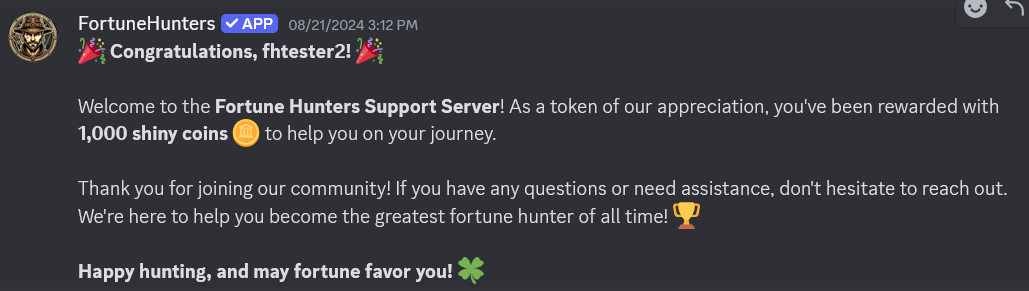 FortuneHunters ✓ APP 08/21/2024 3:12 PM
🎉 Congratulations, fhtester2! 🎉
Welcome to the Fortune Hunters Support Server! As a token of our appreciation, you've been rewarded with
1,000 shiny coins 🪙 to help you on your journey.
Thank you for joining our community! If you have any questions or need assistance, don't hesitate to reach out.
We're here to help you become the greatest fortune hunter of all time! 🏆
Happy hunting, and may fortune favor you! 🍀